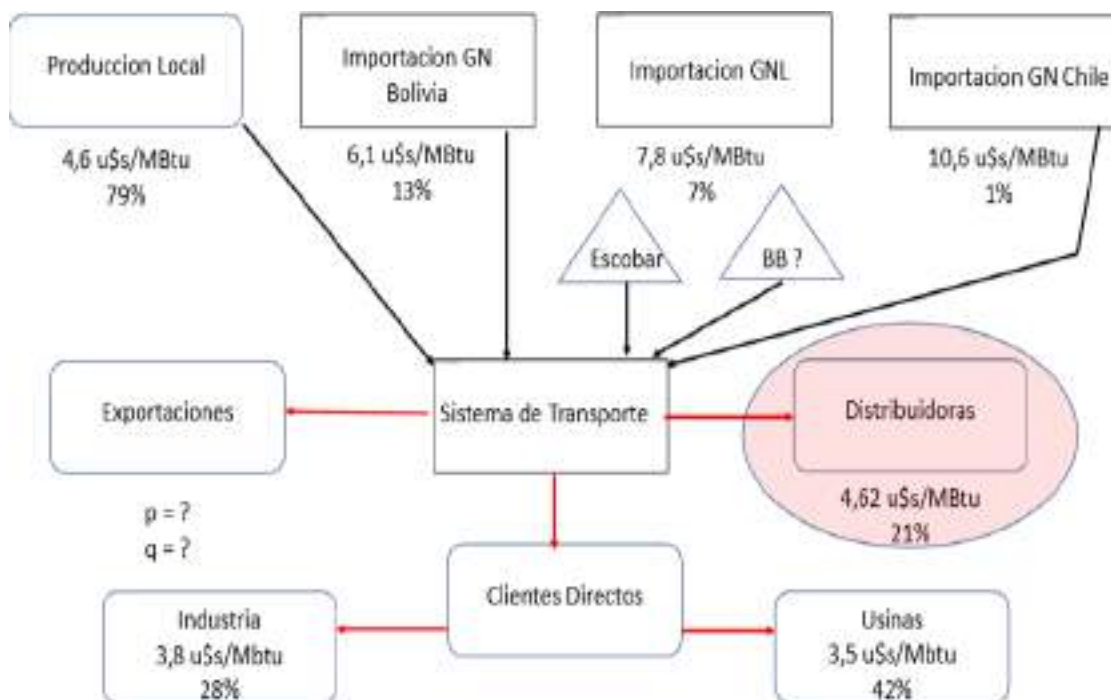 Produccion Local
4,6 u$s/MBtu
79%
Importacion GN
Bolivia
6,1 u$s/MBtu
13%
Importacion GNL
7,8 u$s/MBtu
7%
Importacion GN Chile
10,6 u$s/MBtu
1%
Escobar
BB ?
Exportaciones
p = ?
q = ?
Sistema de Transporte
Distribuidoras
4,62 u$s/MBtu
21%
Clientes Directos
Industria
3,8 u$s/Mbtu
28%
Usinas
3,5 u$s/Mbtu
42%